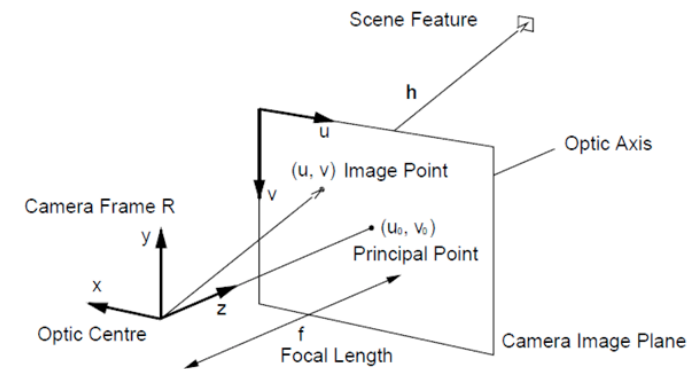 Scene Feature
h
u
Optic Axis
(u, v) Image Point
v
Camera Frame R
(u₀, v₀)
y
Principal Point
x
z
Optic Centre
f
Camera Image Plane
Focal Length